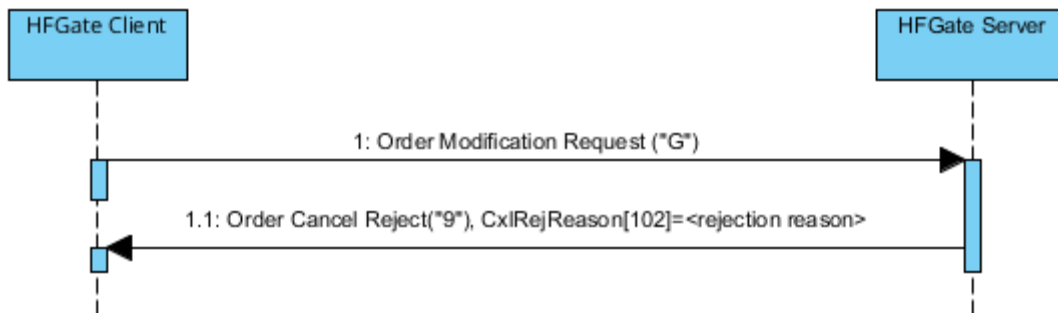 HFGate Client
HFGate Server
1: Order Modification Request ("G")
1.1: Order Cancel Reject("9"), CxlRejReason[102]=<rejection reason>